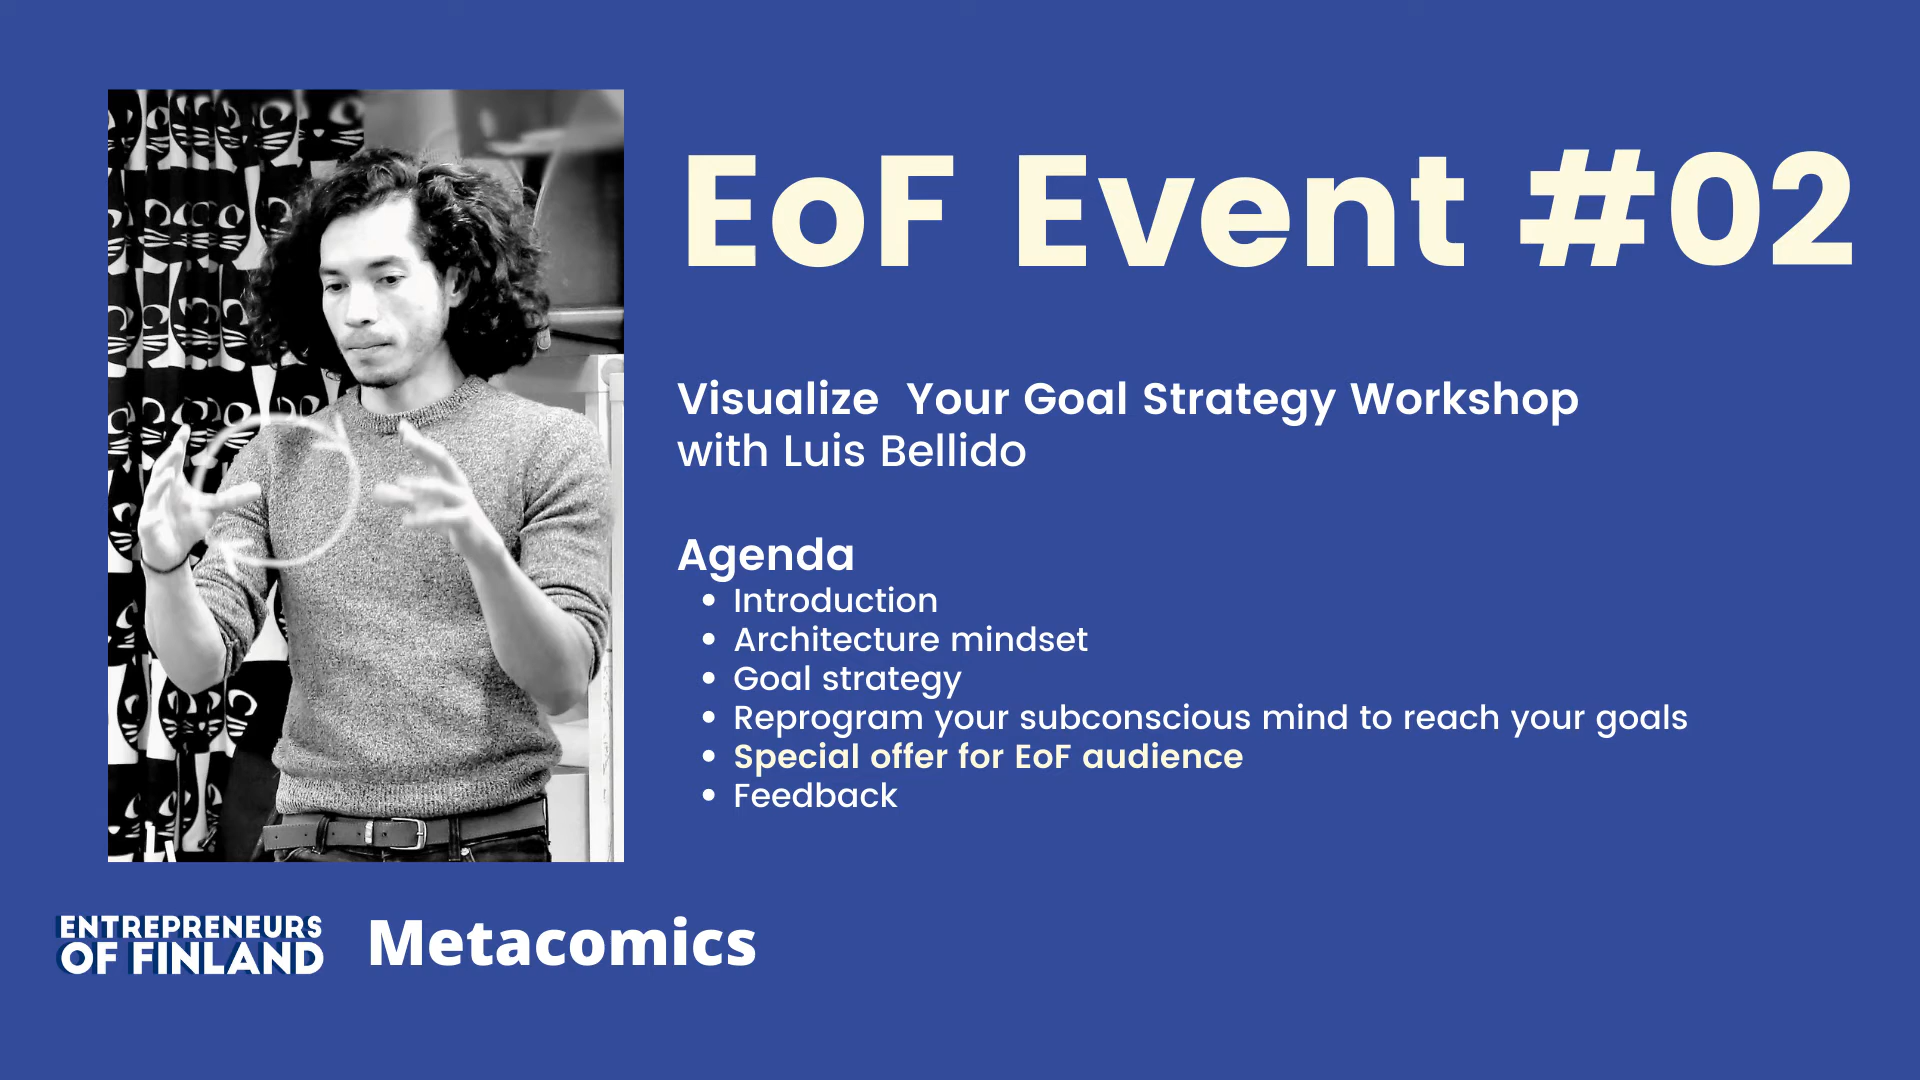 EoF Event #02
Visualize  Your Goal Strategy Workshop
with Luis Bellido
Agenda
• Introduction
• Architecture mindset
• Goal strategy
• Reprogram your subconscious mind to reach your goals
• Special offer for EoF audience
• Feedback
ENTREPRENEURS
OF FINLAND
Metacomics